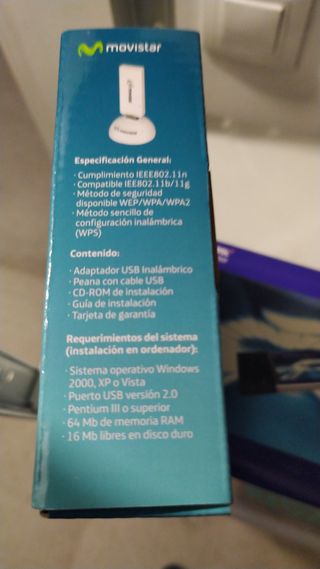 movistar
Especificación General:
· Cumplimiento IEEE802.11n
· Compatible IEE802.11b/11g
· Método de seguridad
disponible WEP/WPA/WPA2
· Método sencillo de
configuración inalámbrica
(WPS)
Contenido:
· Adaptador USB Inalámbrico
· Peana con cable USB
· CD-ROM de instalación
· Guía de instalación
· Tarjeta de garantía
Requerimientos del sistema
(instalación en ordenador):
· Sistema operativo Windows
2000, XP o Vista
· Puerto USB versión 2.0
· Pentium III o superior
· 64 Mb de memoria RAM
· 16 Mb libres en disco duro